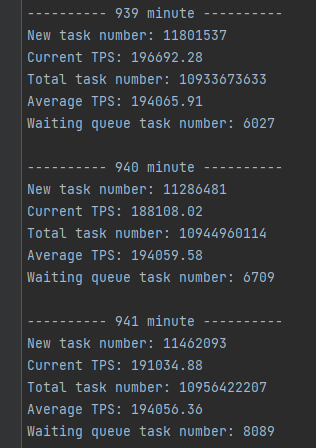 ---------- 939 minute ----------
New task number: 11801537
Current TPS: 196692.28
Total task number: 10933673633
Average TPS: 194065.91
Waiting queue task number: 6027
---------- 940 minute ----------
New task number: 11286481
Current TPS: 188108.02
Total task number: 10944960114
Average TPS: 194059.58
Waiting queue task number: 6709
---------- 941 minute ----------
New task number: 11462093
Current TPS: 191034.88
Total task number: 10956422207
Average TPS: 194056.36
Waiting queue task number: 8089